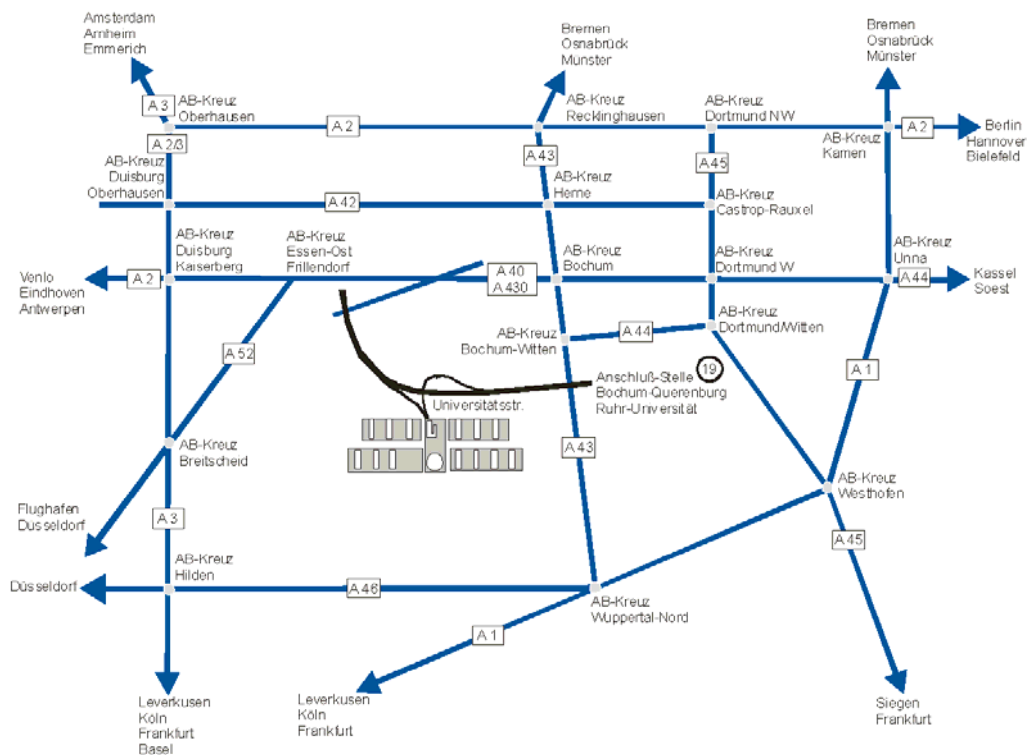 Amsterdam
Arnheim
Emmerich
Bremen
Osnabrück
Münster
Bremen
Osnabrück
Münster
A 3
AB-Kreuz
Oberhausen
A 2
AB-Kreuz
Recklinghausen
AB-Kreuz
Dortmund NW
AB-Kreuz
Kamen
A 2
Berlin
Hannover
Bielefeld
A 2/3
A 43
A 45
AB-Kreuz
Duisburg
Oberhausen
A 42
AB-Kreuz
Herne
AB-Kreuz
Castrop-Rauxel
Venlo
Eindhoven
Antwerpen
A 2
AB-Kreuz
Duisburg
Kaiserberg
AB-Kreuz
Essen-Ost
Frillendorf
A 40
A 430
AB-Kreuz
Bochum
AB-Kreuz
Dortmund W
AB-Kreuz
Unna
A 44
Kassel
Soest
A 52
AB-Kreuz
Bochum-Witten
A 44
AB-Kreuz
Dortmund/Witten
A 1
Universitätsstr.
Anschluß-Stelle
Bochum-Querenburg
Ruhr-Universität
19
AB-Kreuz
Breitscheid
A 43
AB-Kreuz
Westhofen
Flughafen
Düsseldorf
A 3
A 45
Düsseldorf
AB-Kreuz
Hilden
A 46
AB-Kreuz
Wuppertal-Nord
A 1
Leverkusen
Köln
Frankfurt
Basel
Leverkusen
Köln
Frankfurt
Siegen
Frankfurt